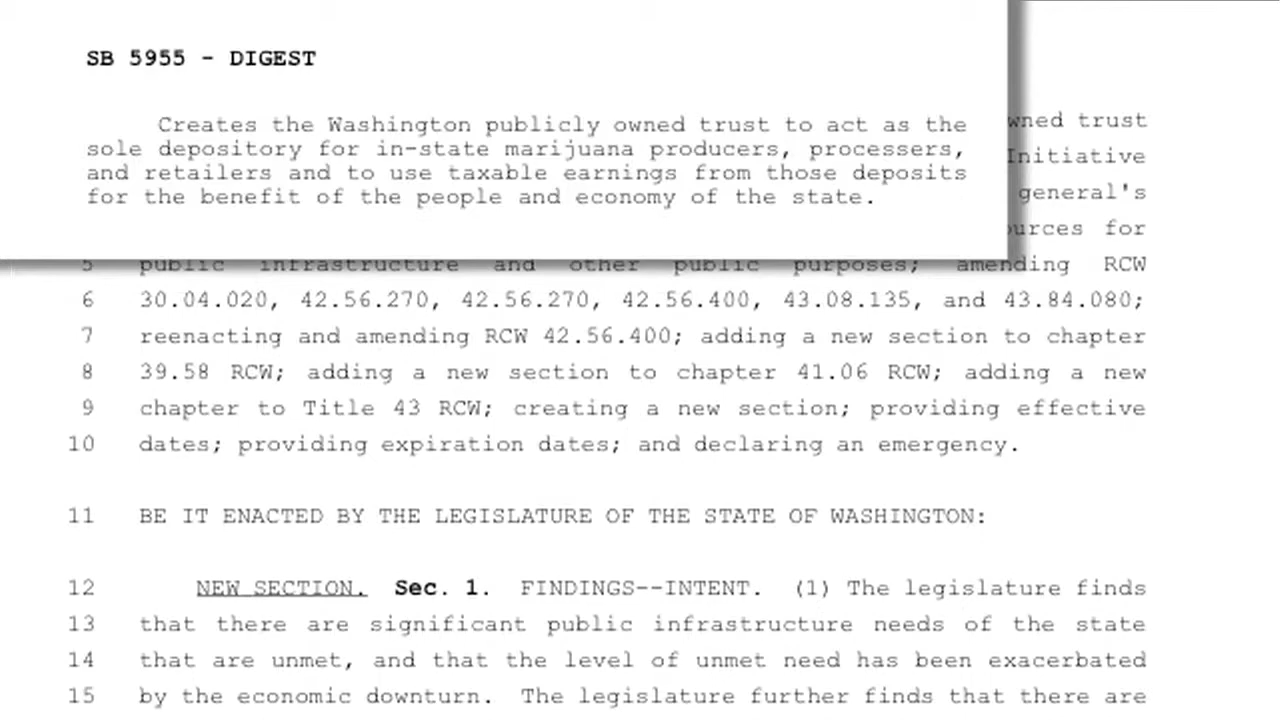 SB 5955 - DIGEST
Creates the Washington publicly owned trust to act as the
sole depository for in-state marijuana producers, processers,
and retailers and to use taxable earnings from those deposits
for the benefit of the people and economy of the state.
trust
Initiative
general's
for
5 public infrastructure and other public purposes; amending RCW
6 30.04.020, 42.56.270, 42.56.270, 42.56.400, 43.08.135, and 43.84.080;
7 reenacting and amending RCW 42.56.400; adding a new section to chapter
8 39.58 RCW; adding a new section to chapter 41.06 RCW; adding a new
9 chapter to Title 43 RCW; creating a new section; providing effective
10 dates; providing expiration dates; and declaring an emergency.
11 BE IT ENACTED BY THE LEGISLATURE OF THE STATE OF WASHINGTON:
12 NEW SECTION. Sec. 1. FINDINGS--INTENT. (1) The legislature finds
13 that there are significant public infrastructure needs of the state
14 that are unmet, and that the level of unmet need has been exacerbated
15 by the economic downturn. The legislature further finds that there are